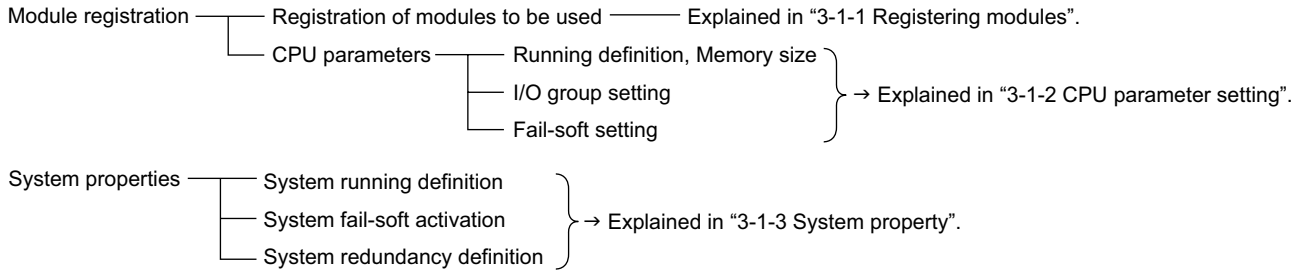 Module registration Registration of modules to be used Explained in “3-1-1 Registering modules”.
CPU parameters Running definition, Memory size
I/O group setting
→ Explained in “3-1-2 CPU parameter setting”.
Fail-soft setting
System properties System running definition
System fail-soft activation
→ Explained in “3-1-3 System property”.
System redundancy definition